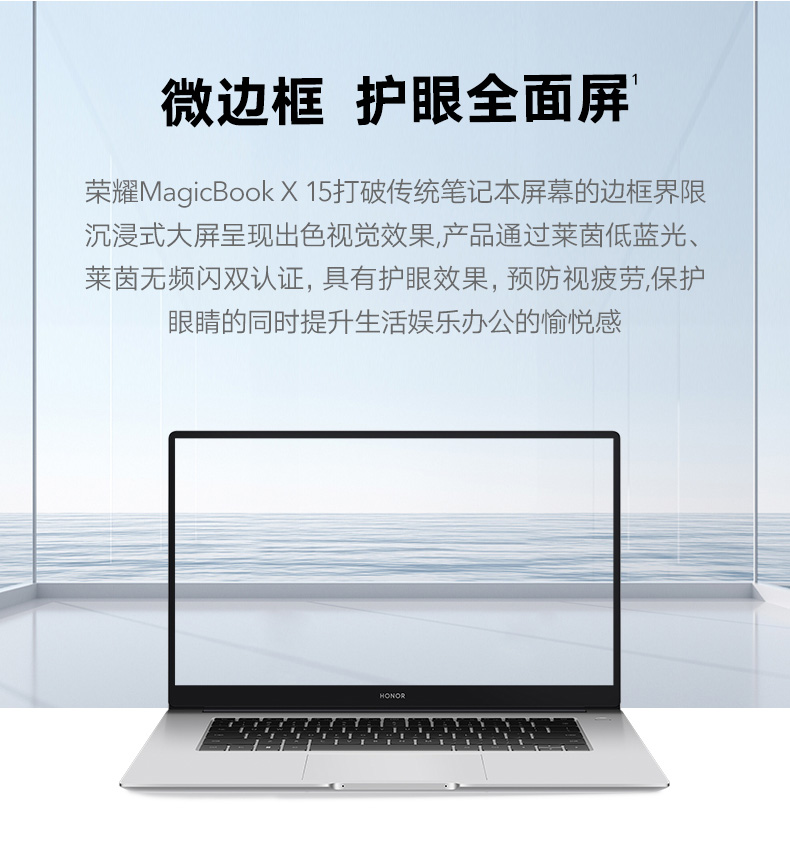 微边框 护眼全面屏1
荣耀MagicBook X 15打破传统笔记本屏幕的边框界限
沉浸式大屏呈现出色视觉效果,产品通过莱茵低蓝光、
莱茵无频闪双认证，具有护眼效果，预防视疲劳,保护
眼睛的同时提升生活娱乐办公的愉悦感
HONOR